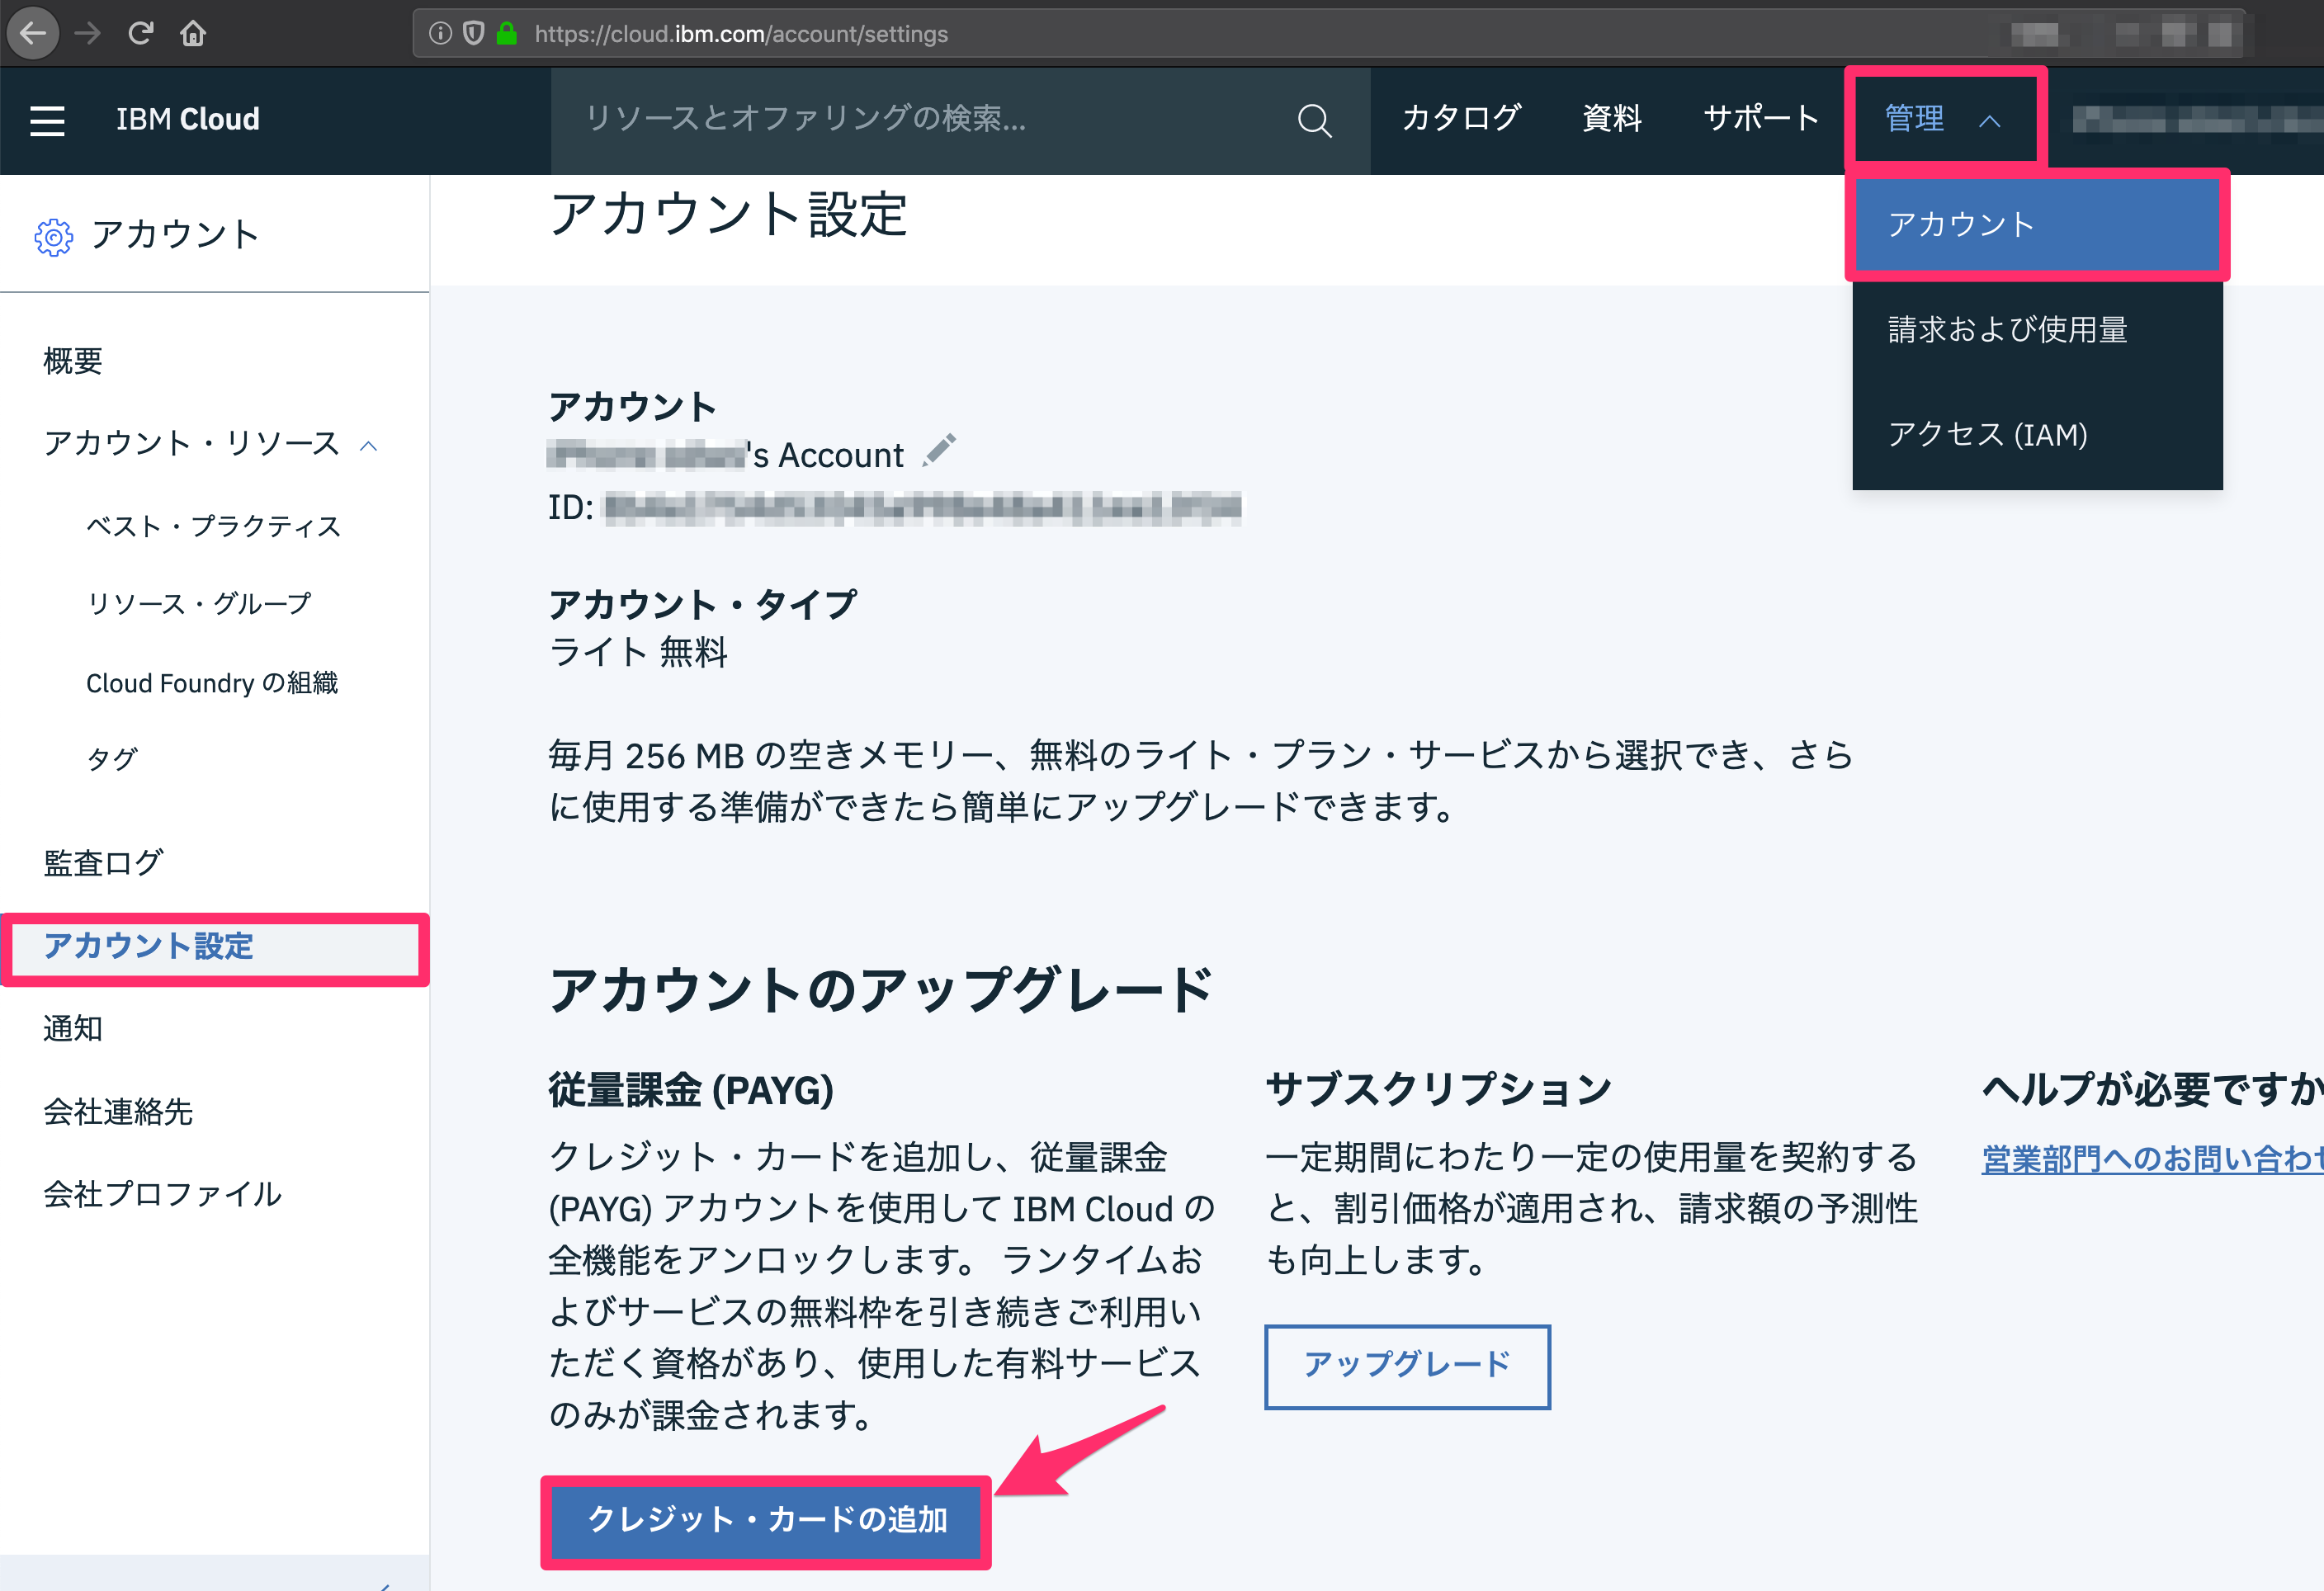 https://cloud.ibm.com/account/settings
IBM Cloud
リソースとオファリングの検索...
カタログ
資料
サポート
管理
アカウント
請求および使用量
アクセス (IAM)
アカウント
概要
アカウント・リソース
ベスト・プラクティス
リソース・グループ
Cloud Foundry の組織
タグ
監査ログ
アカウント設定
通知
会社連絡先
会社プロファイル
アカウント設定
アカウント
's Account
ID:
アカウント・タイプ
ライト 無料
毎月 256 MB の空きメモリー、無料のライト・プラン・サービスから選択でき、さら
に使用する準備ができたら簡単にアップグレードできます。
アカウントのアップグレード
従量課金 (PAYG)
クレジット・カードを追加し、従量課金
(PAYG) アカウントを使用して IBM Cloud の
全機能をアンロックします。 ランタイムお
よびサービスの無料枠を引き続きご利用い
ただく資格があり、使用した有料サービス
のみが課金されます。
クレジット・カードの追加
サブスクリプション
一定期間にわたり一定の使用量を契約する
と、割引価格が適用され、請求額の予測性
も向上します。
アップグレード
ヘルプが必要ですか
営業部門へのお問い合わせ